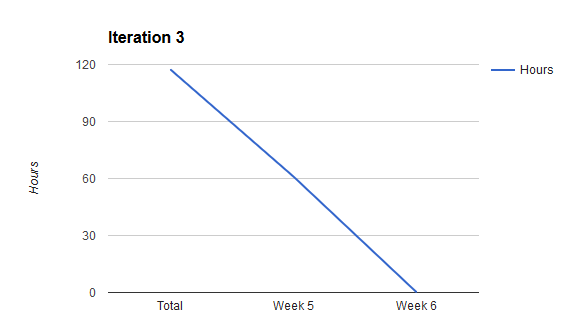 Iteration 3
120
Hours
90
60
30
0
Hours
Total
Week 5
Week 6